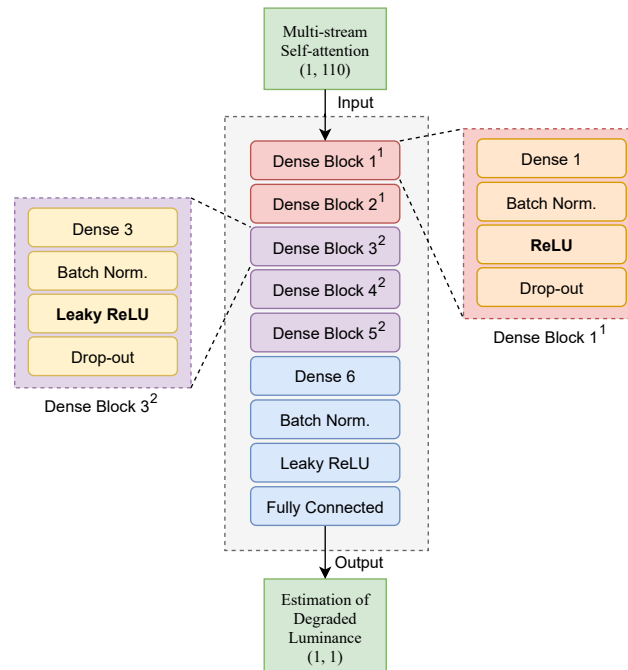 Multi-stream
Self-attention
(1, 110)
Input
Dense Block 1¹
Dense Block 2¹
Dense Block 3²
Dense Block 4²
Dense Block 5²
Dense 6
Batch Norm.
Leaky ReLU
Fully Connected
Output
Estimation of
Degraded
Luminance
(1, 1)
Dense 3
Batch Norm.
Leaky ReLU
Drop-out
Dense Block 3²
Dense 1
Batch Norm.
ReLU
Drop-out
Dense Block 1¹